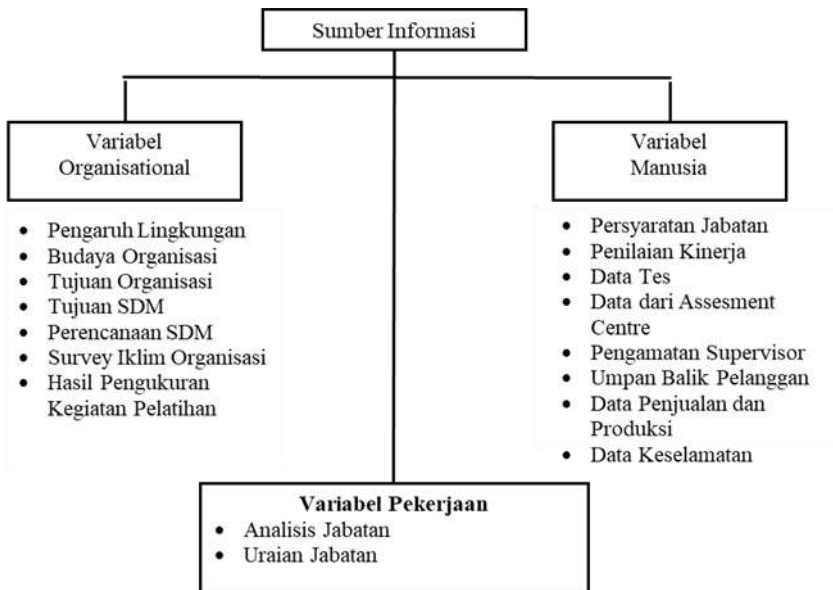 Sumber Informasi
Variabel
Organisational
• Pengaruh Lingkungan
• Budaya Organisasi
• Tujuan Organisasi
• Tujuan SDM
• Perencanaan SDM
• Survey Iklim Organisasi
• Hasil Pengukuran
Kegiatan Pelatihan
Variabel
Manusia
• Persyaratan Jabatan
• Penilaian Kinerja
• Data Tes
• Data dari Assesment
Centre
• Pengamatan Supervisor
• Umpan Balik Pelanggan
• Data Penjualan dan
Produksi
• Data Keselamatan
Variabel Pekerjaan
• Analisis Jabatan
• Uraian Jabatan